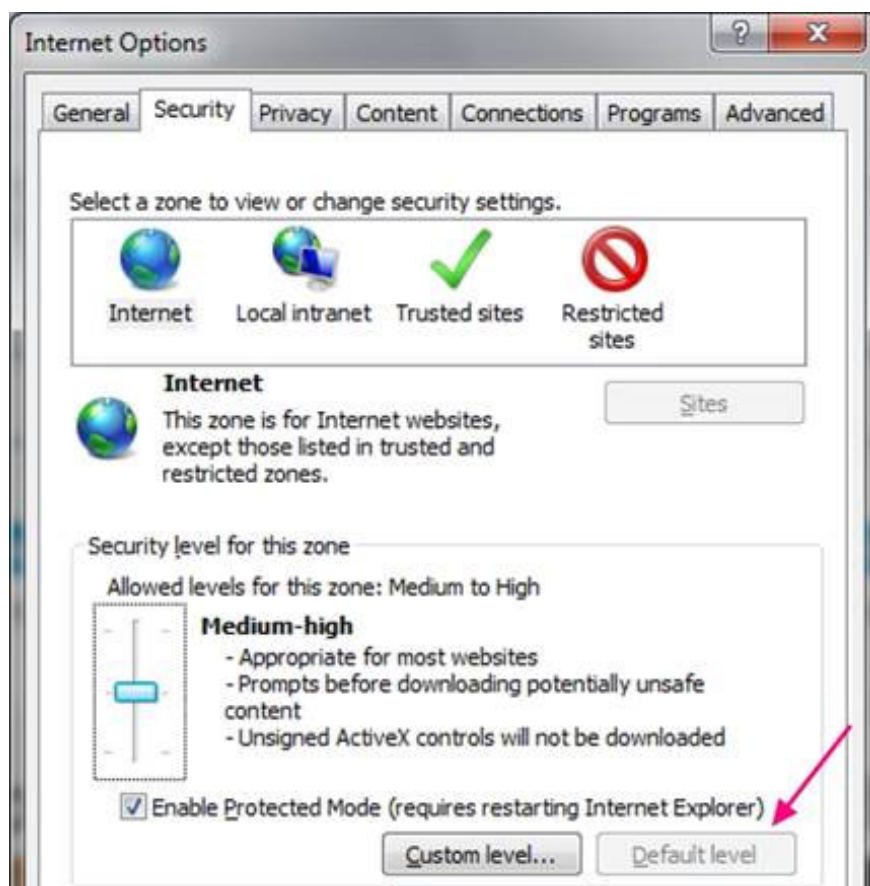 Internet Options
?
General Security Privacy Content Connections Programs Advanced
Select a zone to view or change security settings.
Internet Local intranet Trusted sites Restricted
sites
Internet
Sites
This zone is for Internet websites,
except those listed in trusted and
restricted zones.
Security level for this zone
Allowed levels for this zone: Medium to High
Medium-high
- Appropriate for most websites
- Prompts before downloading potentially unsafe
content
- Unsigned ActiveX controls will not be downloaded
Enable Protected Mode (requires restarting Internet Explorer)
Custom level... Default level